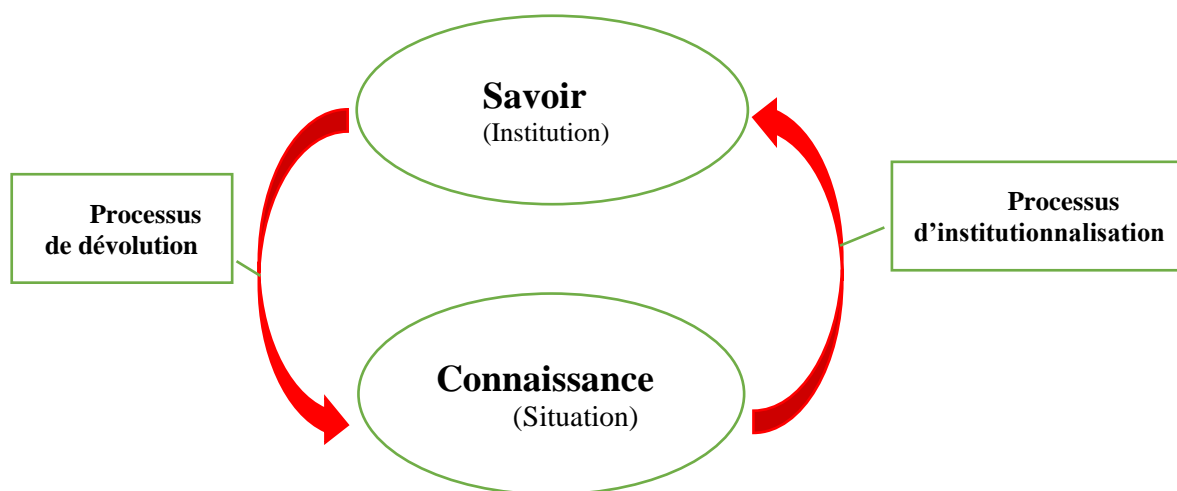 Savoir
(Institution)
Processus
de dévolution
Processus
d’institutionnalisation
Connaissance
(Situation)